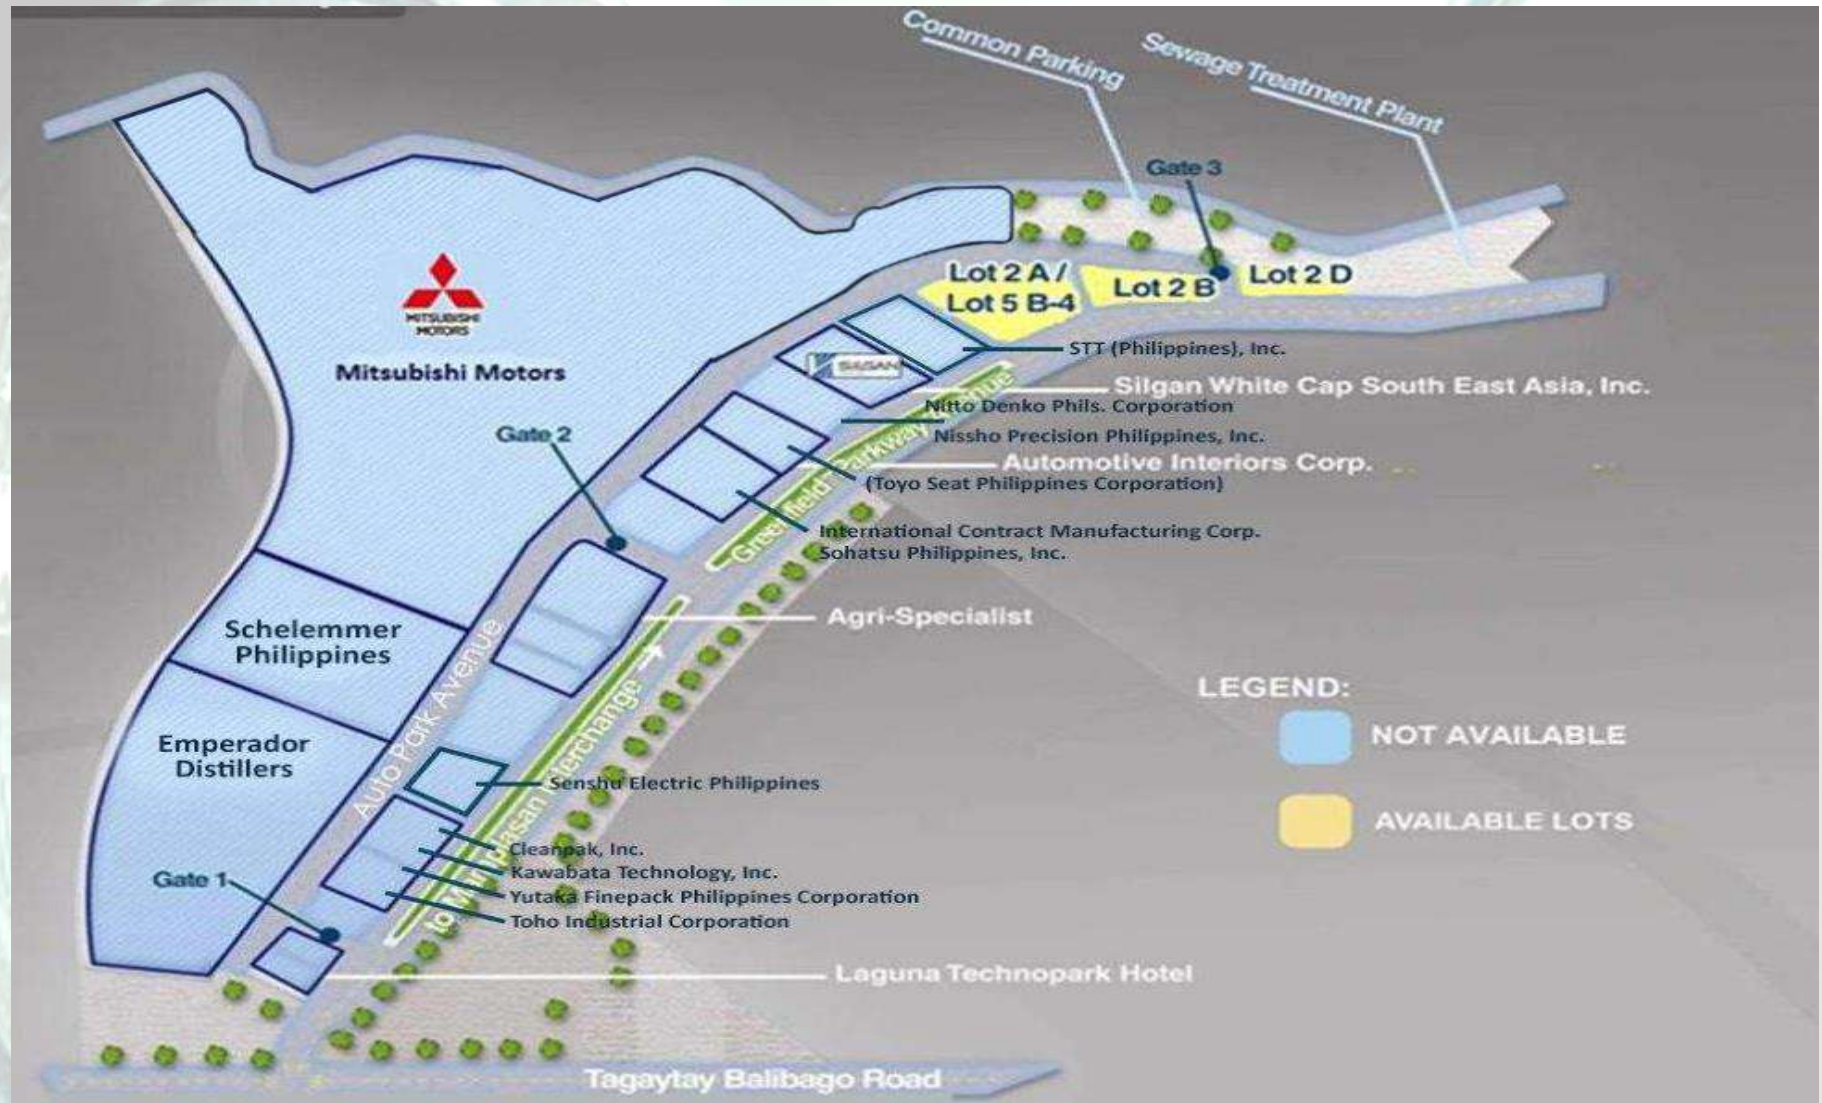 Common Parking
Sewage Treatment Plant
Gate 3
Lot 2 A /
Lot 5 B-4
Lot 2 B
Lot 2 D
MITSUBISHI
MOTORS
Mitsubishi Motors
STT (Philippines), Inc.
Silgan White Cap South East Asia, Inc.
Nitto Denko Phils. Corporation
Gate 2
Nissho Precision Philippines, Inc.
Automotive Interiors Corp.
(Toyo Seat Philippines Corporation)
Greenfield Parkway Avenue
International Contract Manufacturing Corp.
Sohatsu Philippines, Inc.
Agri-Specialist
Schelemmer
Philippines
LEGEND:
NOT AVAILABLE
AVAILABLE LOTS
Emperador
Distillers
Auto Park Avenue
Senshu Electric Philippines
to Interchange
Cleanpak, Inc.
Kawabata Technology, Inc.
Gate 1
Yutaka Finepack Philippines Corporation
Toho Industrial Corporation
Laguna Technopark Hotel
Tagaytay Balibago Road